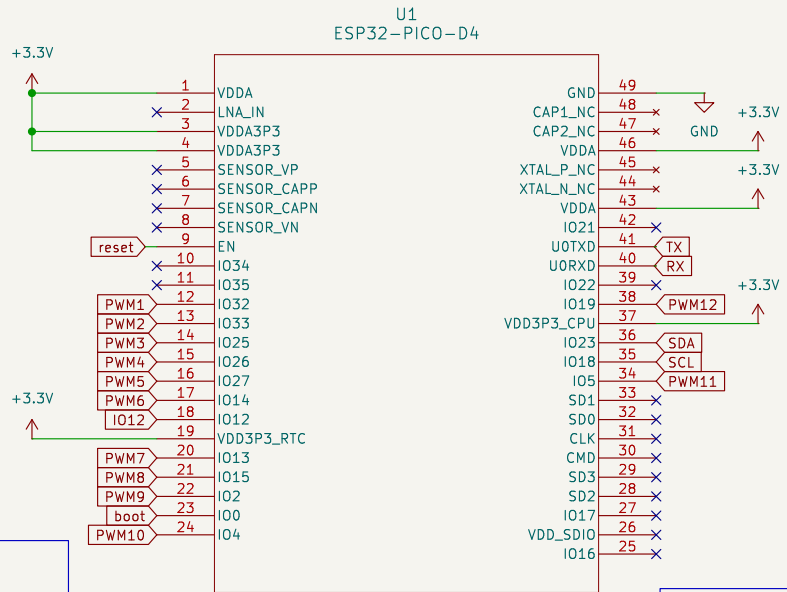 U1
ESP32-PICO-D4
+3.3V
1 VDDA
2 LNA_IN
3 VDDA3P3
4 VDDA3P3
5 SENSOR_VP
6 SENSOR_CAPP
7 SENSOR_CAPN
8 SENSOR_VN
reset 9 EN
10 IO34
11 IO35
PWM1 12 IO32
PWM2 13 IO33
PWM3 14 IO25
PWM4 15 IO26
PWM5 16 IO27
PWM6 17 IO14
+3.3V
IO12 18 IO12
19 VDD3P3_RTC
PWM7 20 IO13
PWM8 21 IO15
PWM9 22 IO2
boot 23 IO0
PWM10 24 IO4
GND 49
CAP1_NC 48
+3.3V
CAP2_NC 47
GND
VDDA 46
XTAL_P_NC 45
+3.3V
XTAL_N_NC 44
VDDA 43
IO21 42
U0TXD 41 TX
U0RXD 40 RX
IO22 39
+3.3V
IO19 38 PWM12
VDD3P3_CPU 37
IO23 36 SDA
IO18 35 SCL
IO5 34 PWM11
SD1 33
SD0 32
CLK 31
CMD 30
SD3 29
SD2 28
IO17 27
VDD_SDIO 26
IO16 25